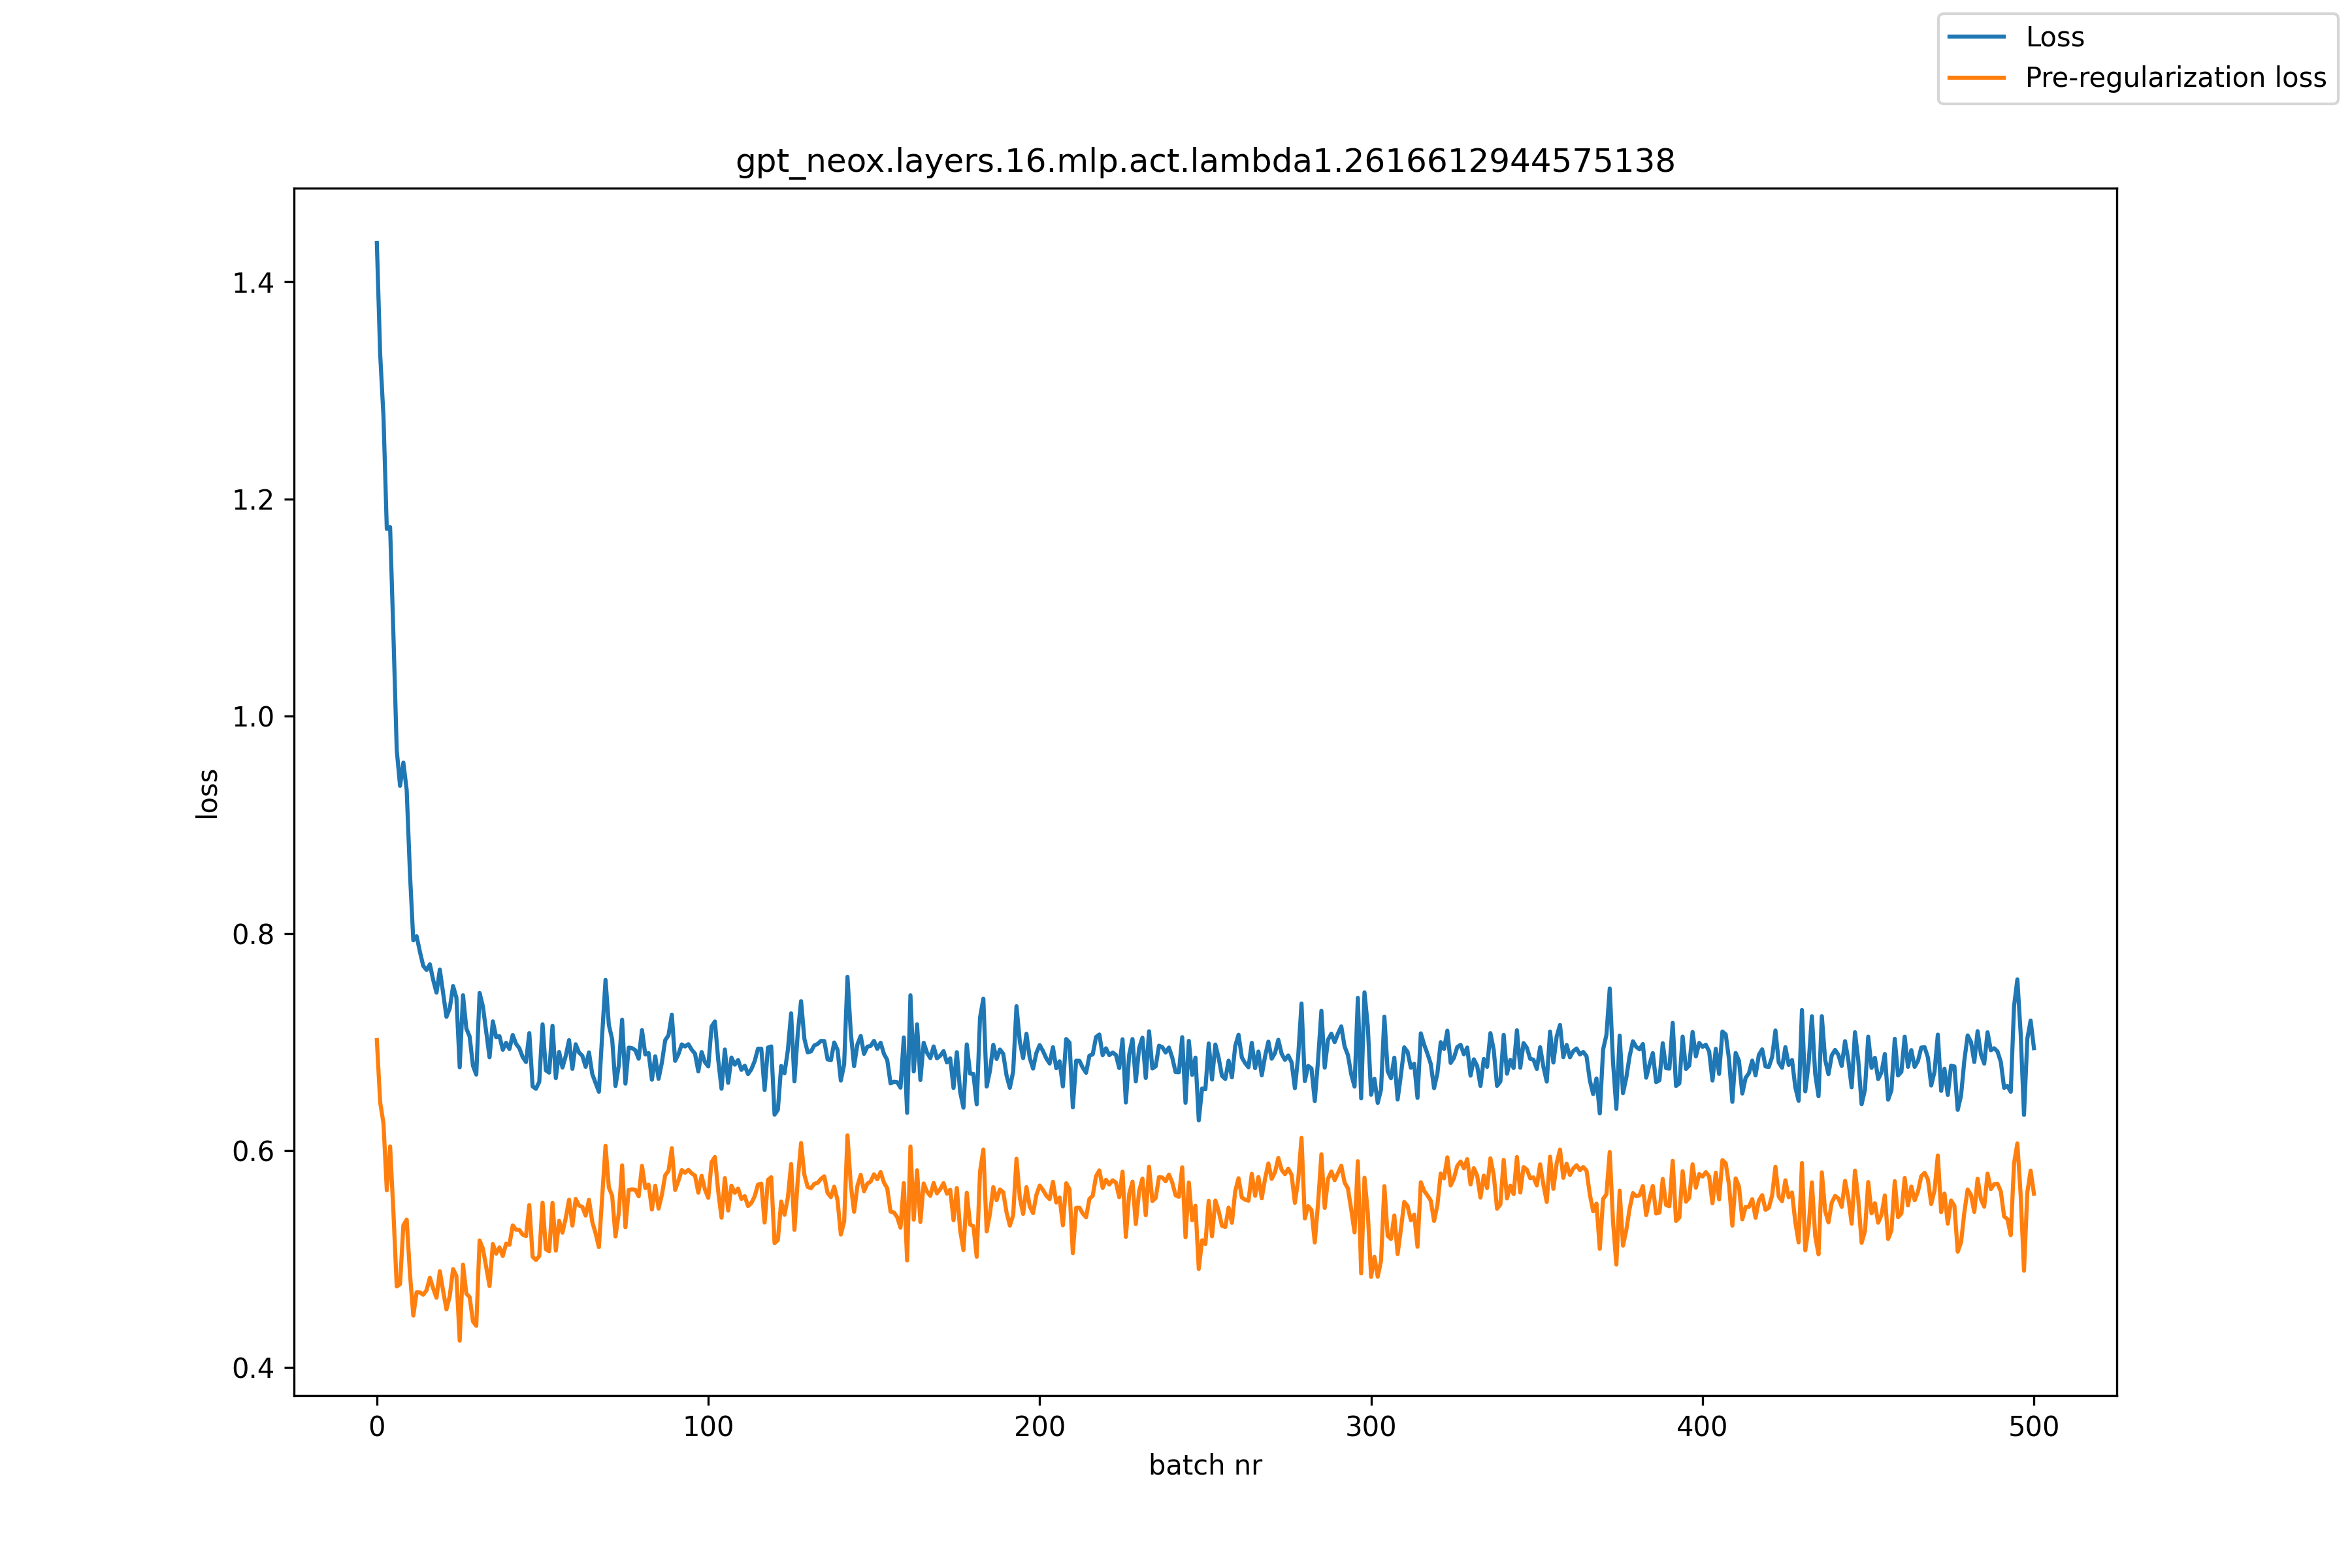 Loss
Pre-regularization loss
gpt_neox.layers.16.mlp.act.lambda1.2616612944575138
1.4
1.2
1.0
0.8
0.6
0.4
loss
0 100 200 300 400 500
batch nr